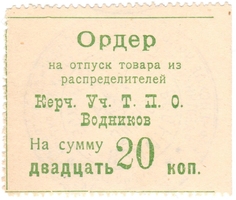 Ордер
на отпуск товара из
распределителей
Керч. Уч. Т. П. О.
Водников
На сумму 20
двадцать коп.